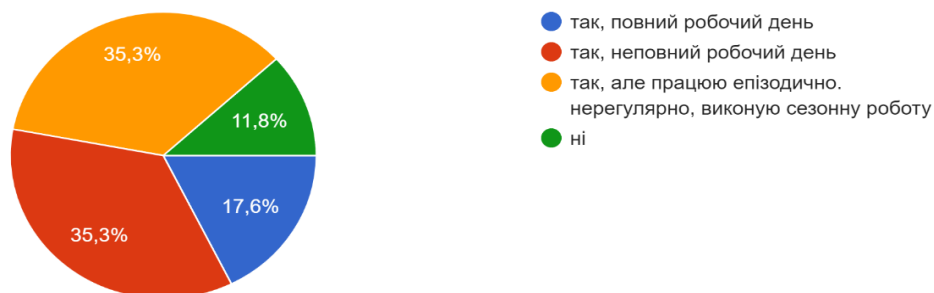 35,3%
11,8%
17,6%
35,3%
так, повний робочий день
так, неповний робочий день
так, але працюю епізодично.
нерегулярно, виконую сезонну роботу
ні